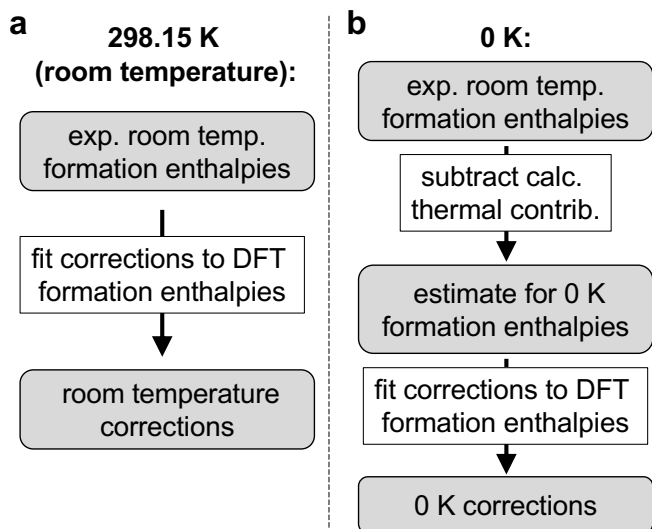 a
298.15 K
(room temperature):
exp. room temp.
formation enthalpies
fit corrections to DFT
formation enthalpies
room temperature
corrections
b
0 K:
exp. room temp.
formation enthalpies
subtract calc.
thermal contrib.
estimate for 0 K
formation enthalpies
fit corrections to DFT
formation enthalpies
0 K corrections